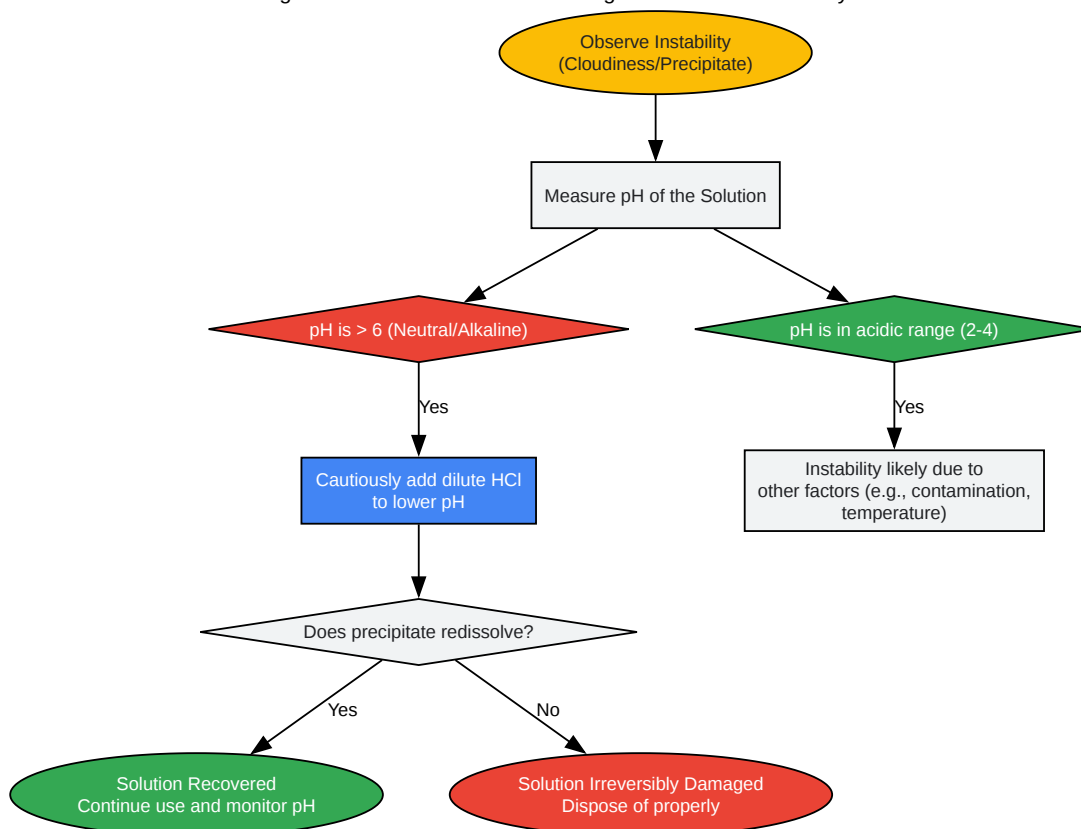 Observe Instability
(Cloudiness/Precipitate)
Measure pH of the Solution
pH is > 6 (Neutral/Alkaline)
pH is in acidic range (2-4)
Yes
Yes
Cautiously add dilute HCl
to lower pH
Instability likely due to
other factors (e.g., contamination,
temperature)
Does precipitate redissolve?
Yes
No
Solution Recovered
Continue use and monitor pH
Solution Irreversibly Damaged
Dispose of properly